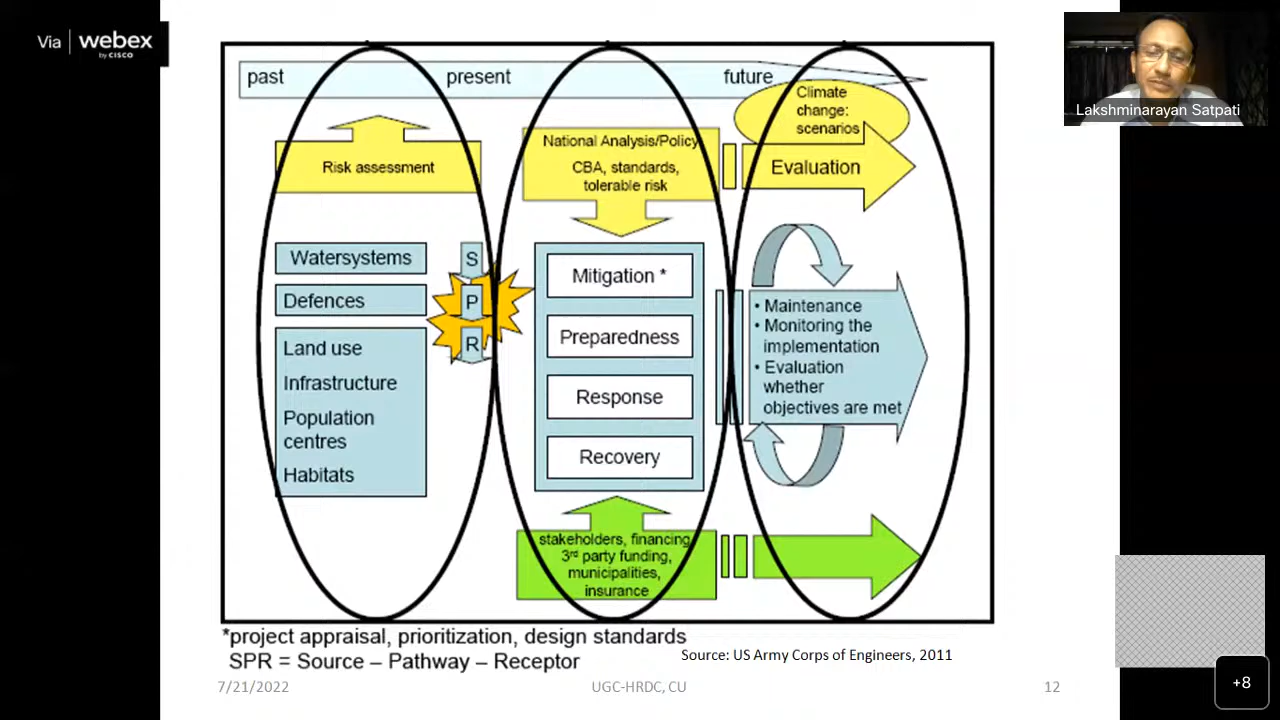 Via webex
by CISCO
Lakshminarayan Satpati
past present future
Climate
change:
scenarios
Risk assessment
National Analysis/Policy
CBA, standards,
tolerable risk
Evaluation
Watersystems
Defences
Land use
Infrastructure
Population
centres
Habitats
S
P
R
Mitigation *
Preparedness
Response
Recovery
• Maintenance
• Monitoring the
implementation
• Evaluation
whether
objectives are met
stakeholders, financing,
3rd party funding,
municipalities,
insurance
*project appraisal, prioritization, design standards
SPR = Source – Pathway – Receptor
Source: US Army Corps of Engineers, 2011
7/21/2022 UGC-HRDC, CU 12
+8